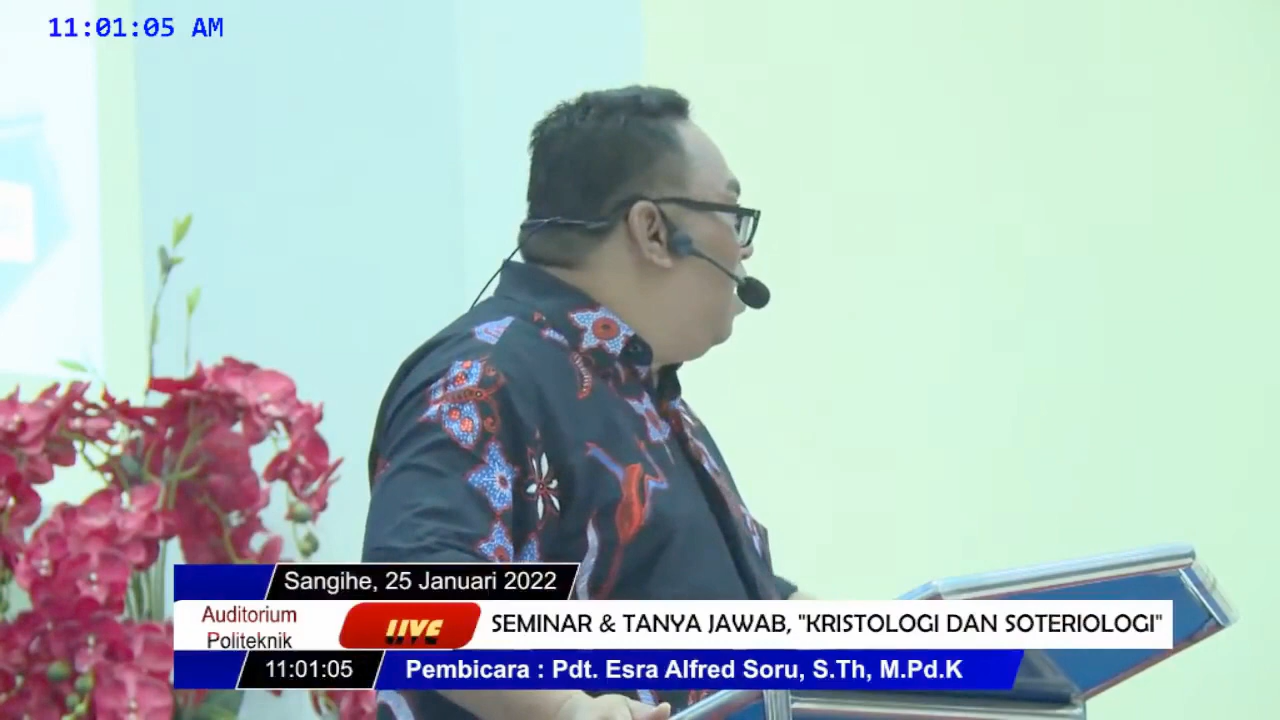 11:01:05 AM
Sangihe, 25 Januari 2022
Auditorium
Politeknik
LIVE
SEMINAR & TANYA JAWAB, "KRISTOLOGI DAN SOTERIOLOGI"
11:01:05
Pembicara : Pdt. Esra Alfred Soru, S.Th, M.Pd.K